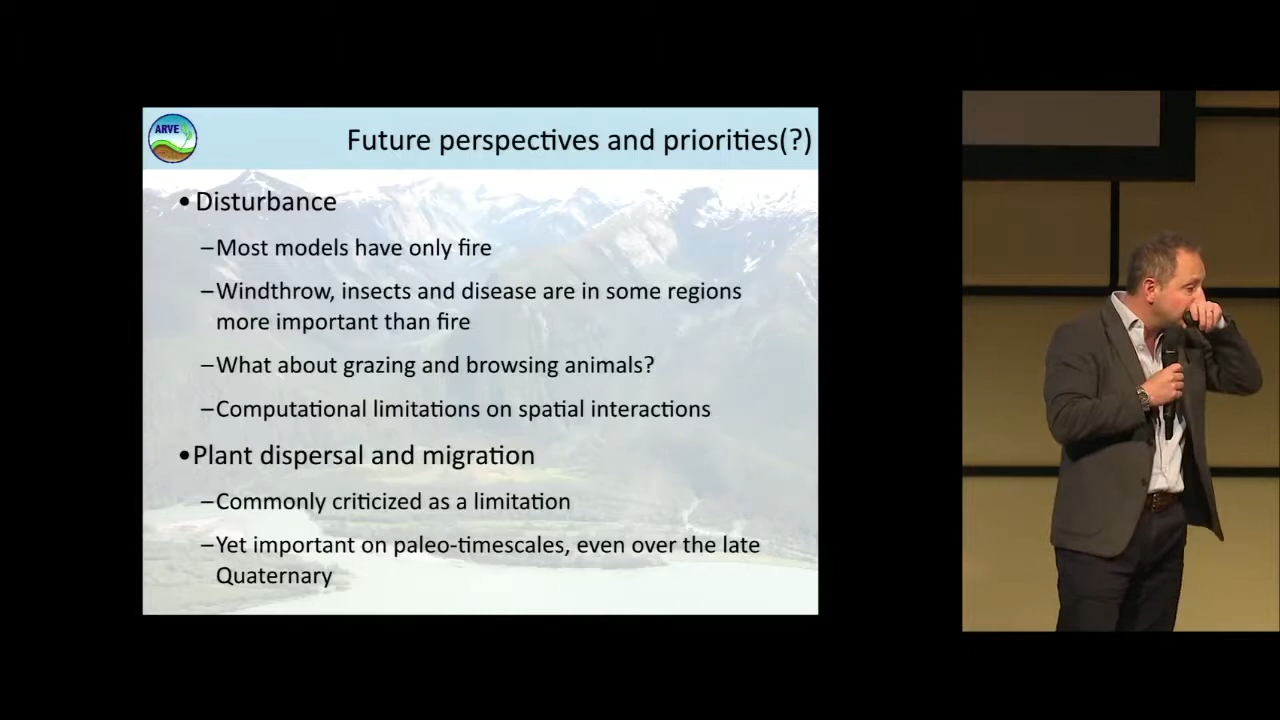 ARVE
Future perspectives and priorities(?)
• Disturbance
–Most models have only fire
–Windthrow, insects and disease are in some regions
more important than fire
–What about grazing and browsing animals?
–Computational limitations on spatial interactions
•Plant dispersal and migration
–Commonly criticized as a limitation
–Yet important on paleo-timescales, even over the late
Quaternary